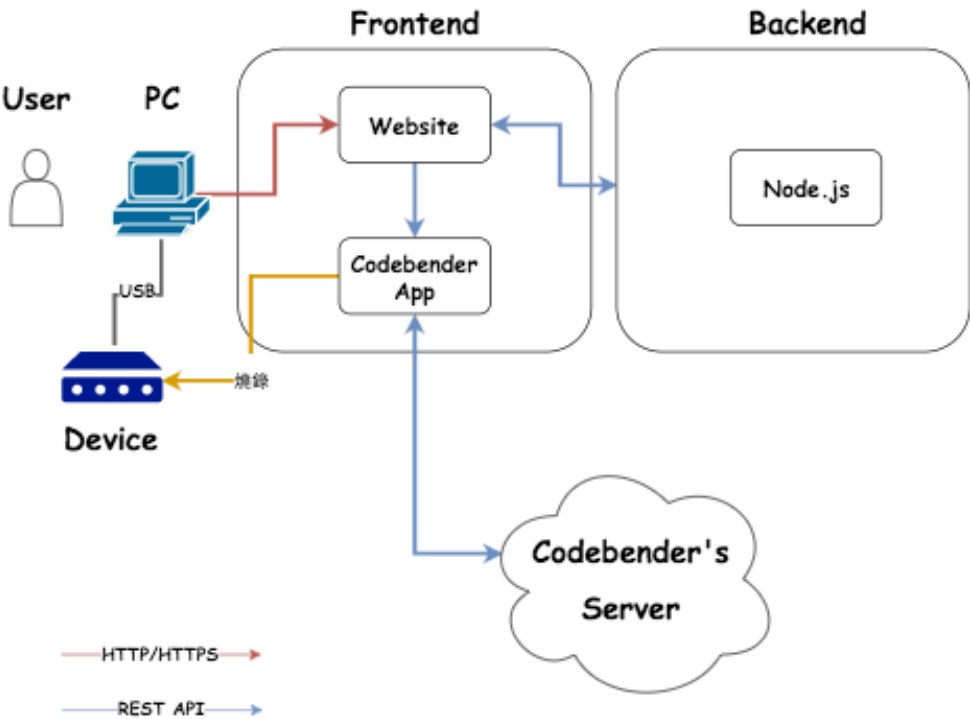 Frontend
Backend
User
PC
Website
Node.js
Codebender
App
USB
燒錄
Device
Codebender's
Server
HTTP/HTTPS
REST API